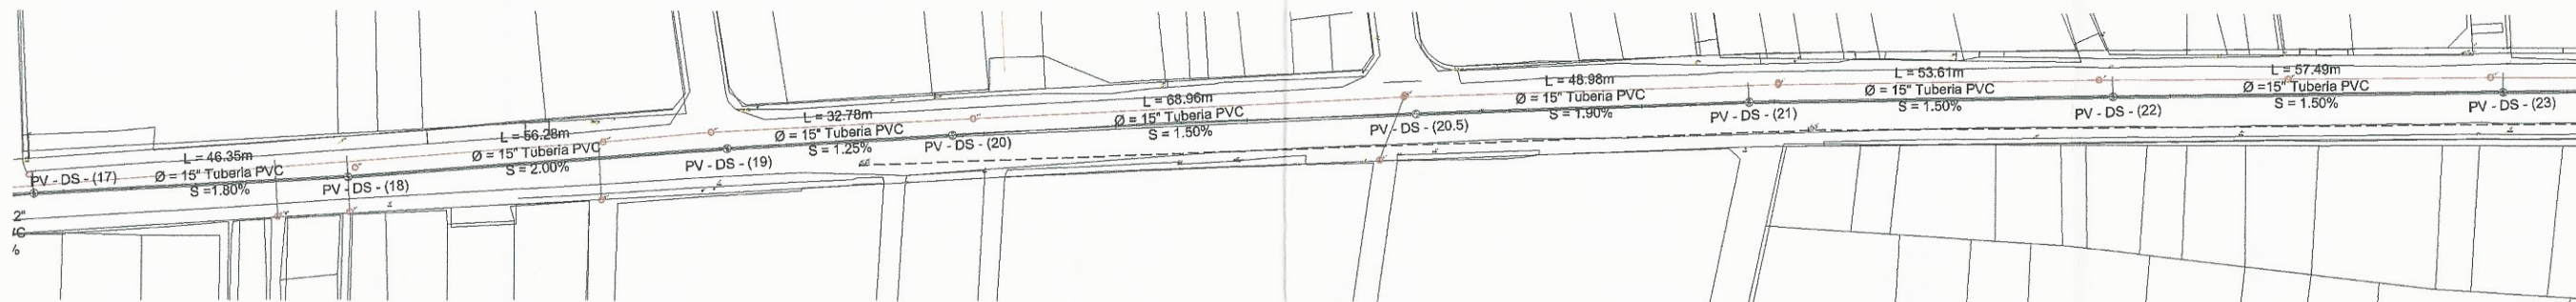 L = 46.35m
Ø = 15" Tuberia PVC
S =1.80%
PV - DS - (17)
PV - DS - (18)
L = 56.28m
Ø = 15" Tuberia PVC
S = 2.00%
PV - DS - (19)
L = 32.78m
Ø = 15" Tuberia PVC
S = 1.25%
PV - DS - (20)
L = 68.96m
Ø = 15" Tuberia PVC
S = 1.50%
PV - DS - (20.5)
L = 48.98m
Ø = 15" Tuberia PVC
S = 1.90%
PV - DS - (21)
L = 53.61m
Ø = 15" Tuberia PVC
S = 1.50%
PV - DS - (22)
L = 57.49m
Ø =15" Tuberia PVC
S = 1.50%
PV - DS - (23)
2"
%